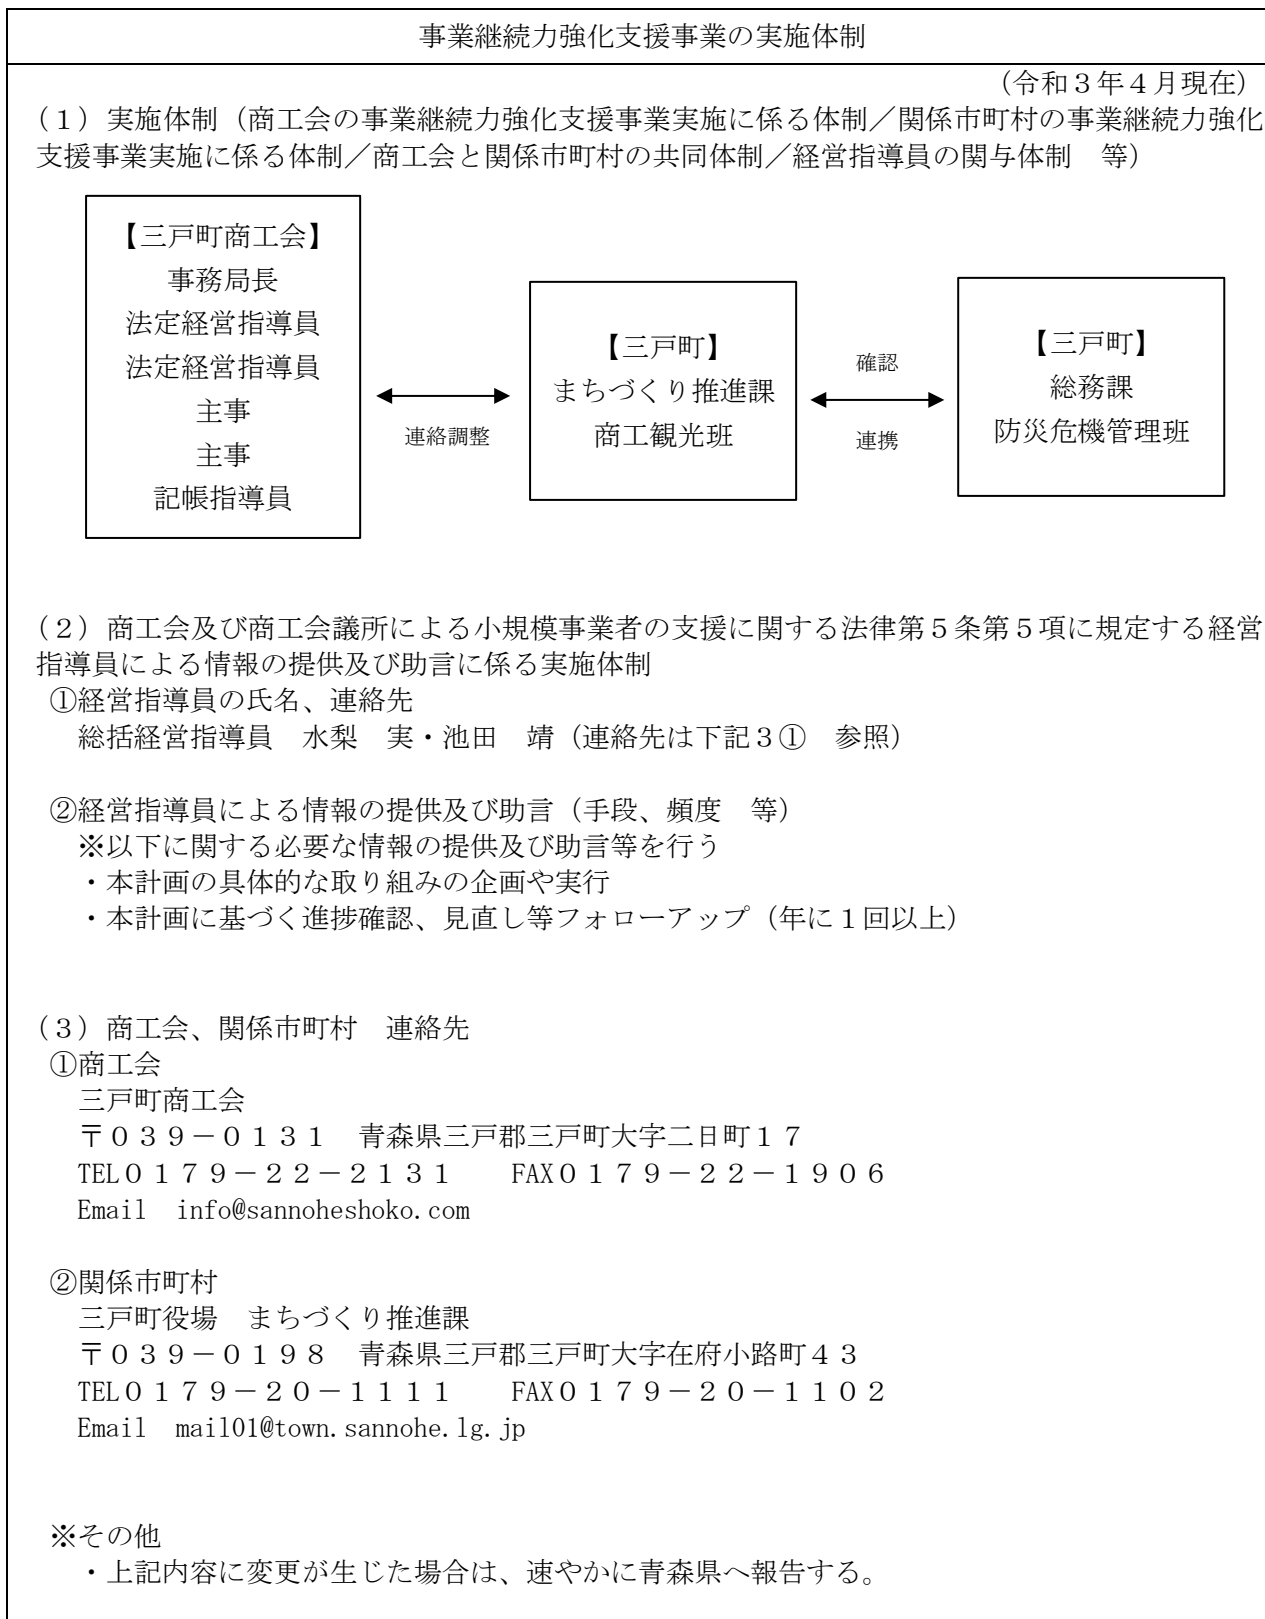 事業継続力強化支援事業の実施体制
（令和３年４月現在）
（１）実施体制（商工会の事業継続力強化支援事業実施に係る体制／関係市町村の事業継続力強化
支援事業実施に係る体制／商工会と関係市町村の共同体制／経営指導員の関与体制　等）
【三戸町商工会】
事務局長
法定経営指導員
法定経営指導員
主事
主事
記帳指導員
連絡調整
【三戸町】
まちづくり推進課
商工観光班
確認
連携
【三戸町】
総務課
防災危機管理班
（２）商工会及び商工会議所による小規模事業者の支援に関する法律第５条第５項に規定する経営
指導員による情報の提供及び助言に係る実施体制
①経営指導員の氏名、連絡先
総括経営指導員　水梨　実・池田　靖（連絡先は下記３①　参照）
②経営指導員による情報の提供及び助言（手段、頻度　等）
※以下に関する必要な情報の提供及び助言等を行う
・本計画の具体的な取り組みの企画や実行
・本計画に基づく進捗確認、見直し等フォローアップ（年に１回以上）
（３）商工会、関係市町村　連絡先
①商工会
三戸町商工会
〒０３９－０１３１　青森県三戸郡三戸町大字二日町１７
TEL０１７９－２２－２１３１　　FAX０１７９－２２－１９０６
Email　info@sannoheshoko.com
②関係市町村
三戸町役場　まちづくり推進課
〒０３９－０１９８　青森県三戸郡三戸町大字在府小路町４３
TEL０１７９－２０－１１１１　　FAX０１７９－２０－１１０２
Email　mail01@town.sannohe.lg.jp
※その他
・上記内容に変更が生じた場合は、速やかに青森県へ報告する。